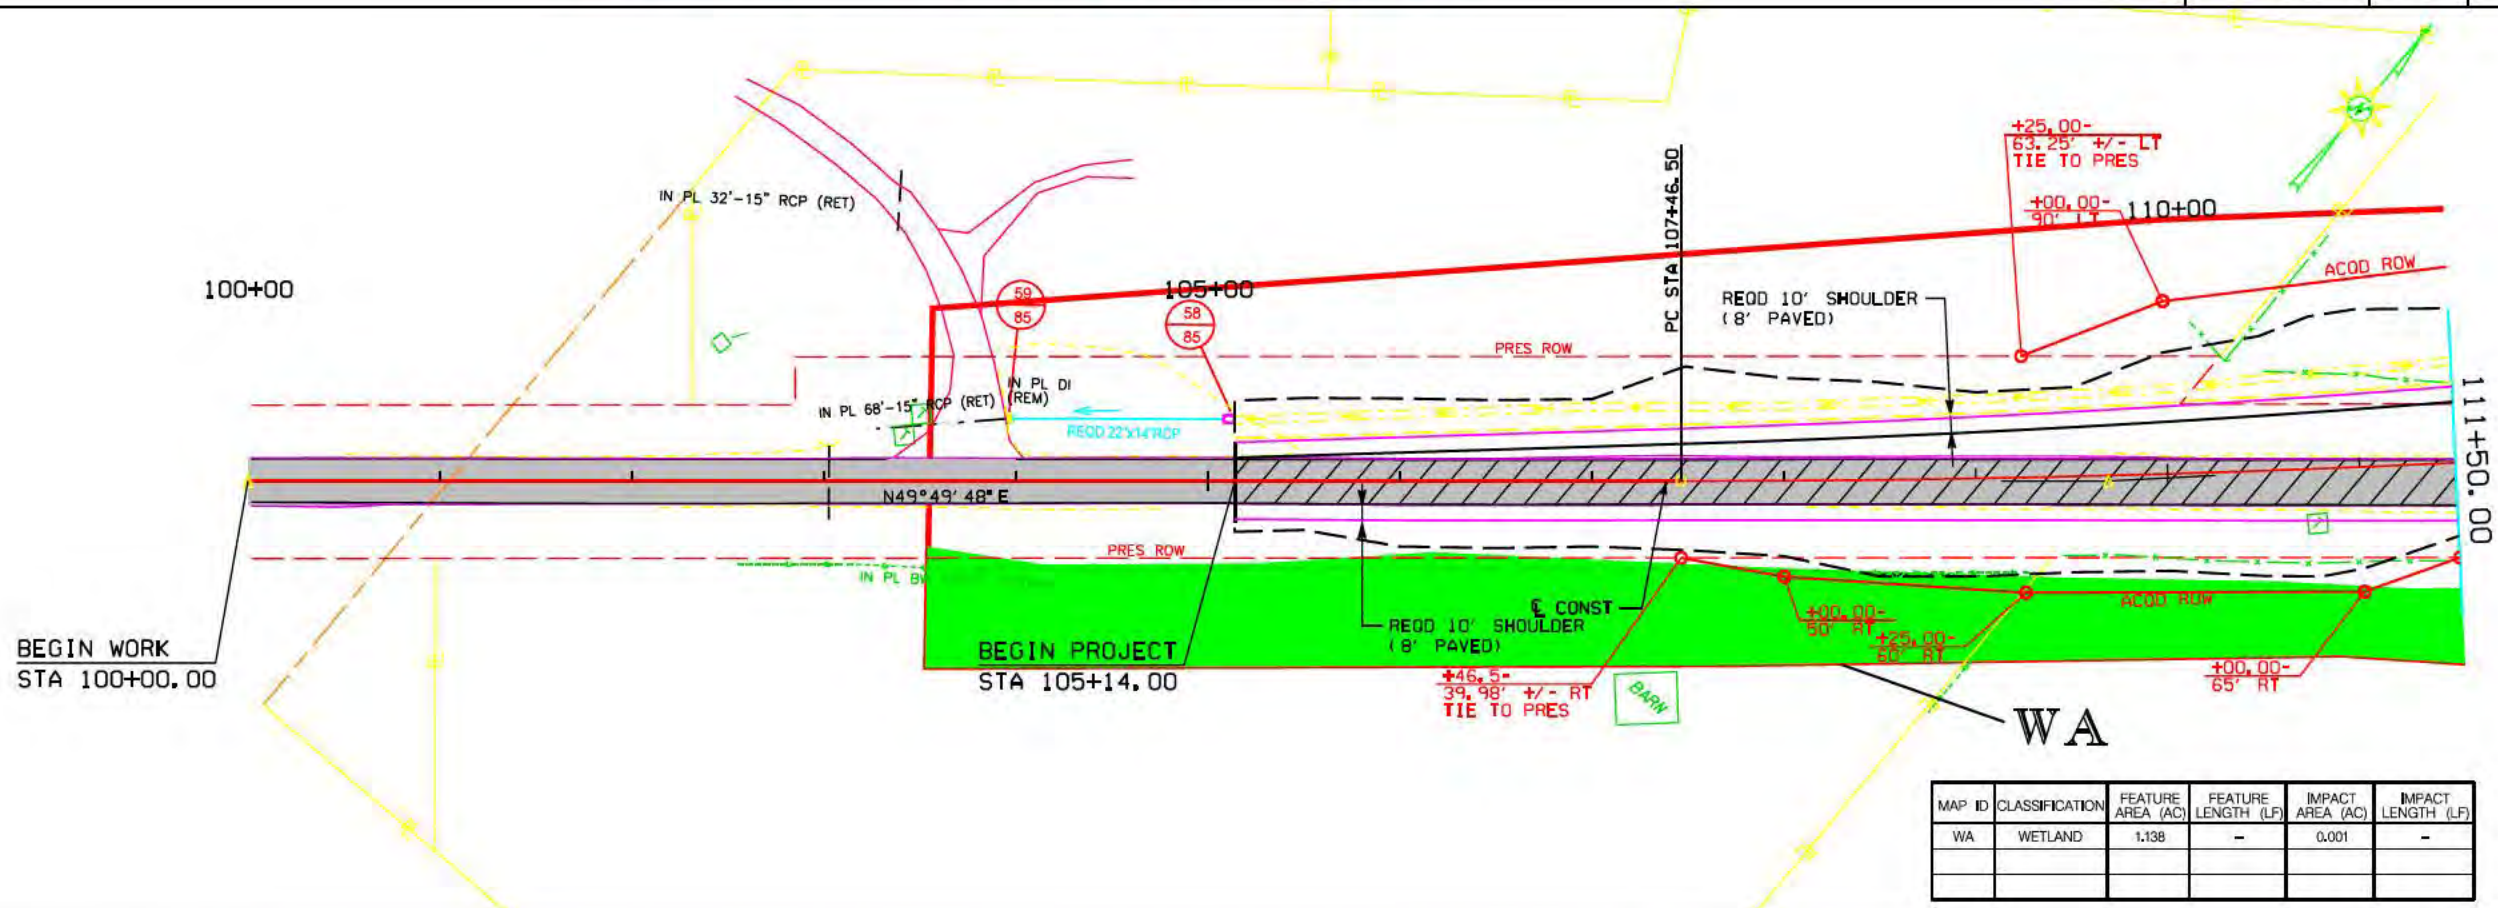 +25.00-
63.25' +/- LT
TIE TO PRES
+00.00-
90' LT
110+00
PC STA 107+46.50
IN PL 32'-15" RCP (RET)
100+00
105+00
59
85
58
85
REQD 10' SHOULDER
(8' PAVED)
ACQD ROW
PRES ROW
IN PL DI
(REM)
IN PL 68'-15" RCP (RET)
REQD 22"X14"RCP
111+50.00
N49°49'48" E
PRES ROW
IN PL
BEGIN WORK
STA 100+00.00
BEGIN PROJECT
STA 105+14.00
REQD 10' SHOULDER
(8' PAVED)
℄ CONST
+46.5-
39.98' +/- RT
TIE TO PRES
+00.00-
50' RT
+25.00-
60' RT
ACQD ROW
+00.00-
65' RT
BARN
WA
MAP ID CLASSIFICATION FEATURE AREA (AC) FEATURE LENGTH (LF) IMPACT AREA (AC) IMPACT LENGTH (LF)
WA WETLAND 1.138 - 0.001 -